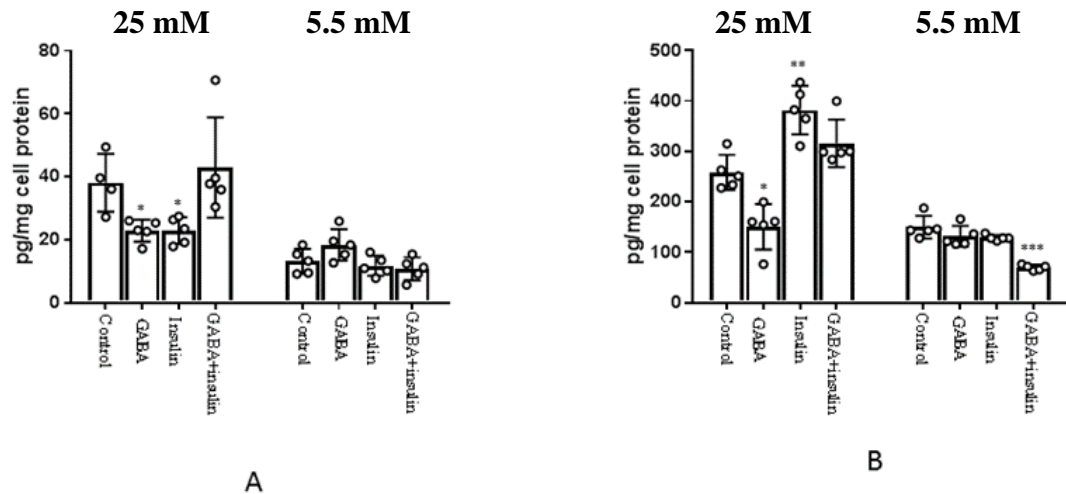 25 mM 5.5 mM
80
60
40
20
0
pg/mg cell protein
* *
Control
GABA
Insulin
GABA+insulin
Control
GABA
Insulin
GABA+insulin
A
25 mM 5.5 mM
500
400
300
200
100
0
pg/mg cell protein
*
**
***
Control
GABA
Insulin
GABA+insulin
Control
GABA
Insulin
GABA+insulin
B